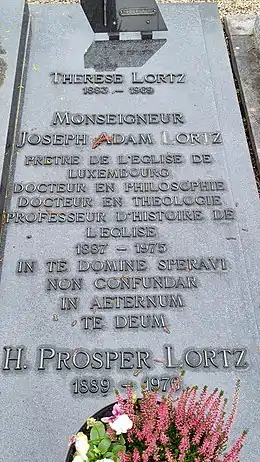 THERESE LORTZ
1883 - 1969
MONSEIGNEUR
JOSEPH ADAM LORTZ
PRETRE DE L'EGLISE DE
LUXEMBOURG
DOCTEUR EN PHILOSOPHIE
DOCTEUR EN THEOLOGIE
PROFESSEUR D'HISTOIRE DE
L'EGLISE
1887 - 1975
IN TE DOMINE SPERAVI
NON CONFUNDAR
IN AETERNUM
TE DEUM
H. PROSPER LORTZ
1889 -